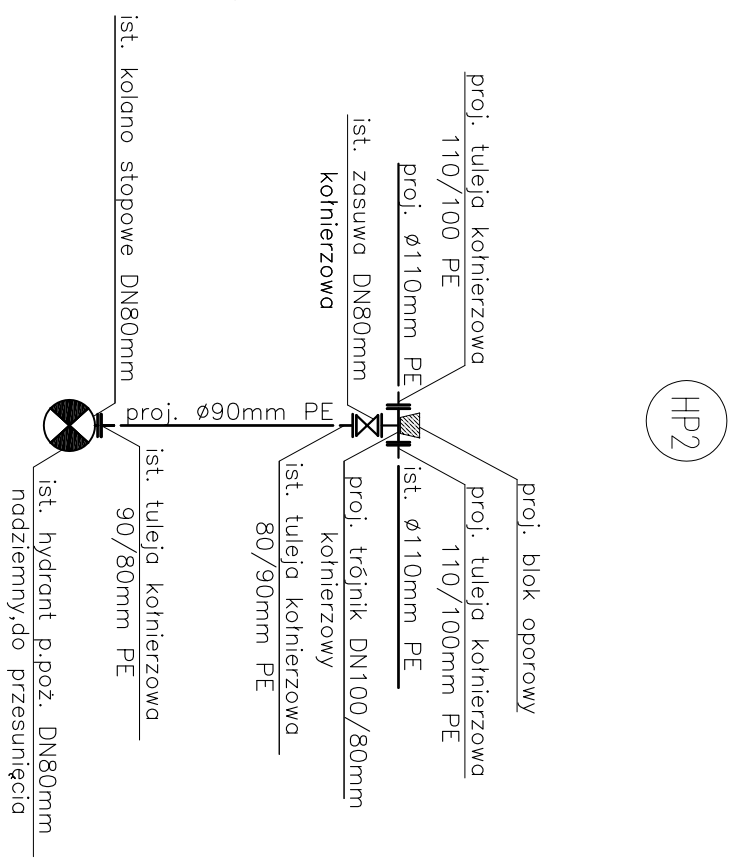 HP2
proj. blok oporowy
proj. tuleja kołnierzowa
110/100 PE
proj. tuleja kołnierzowa
110/100mm PE
proj. ø110mm PE
ist. ø110mm PE
ist. zasuwa DN80mm
kołnierzowa
proj. trójnik DN100/80mm
kołnierzowy
ist. tuleja kołnierzowa
80/90mm PE
proj. ø90mm PE
ist. kolano stopowe DN80mm
ist. tuleja kołnierzowa
90/80mm PE
ist. hydrant p.poż. DN80mm
nadziemny,do przesunięcia